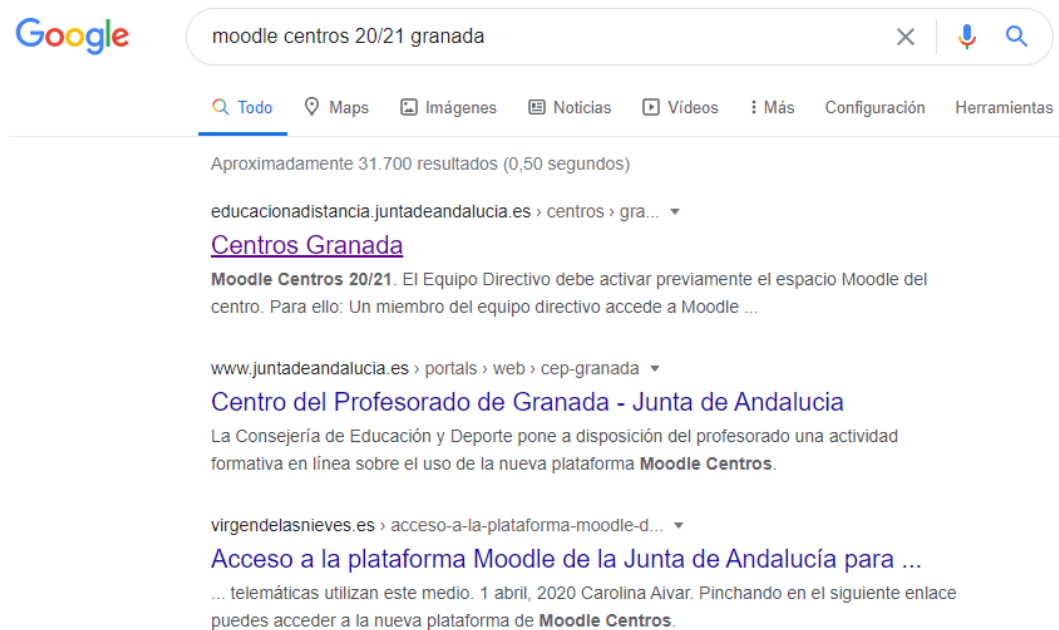 Google
moodle centros 20/21 granada
Todo Maps Imágenes Noticias Vídeos Más Configuración Herramientas
Aproximadamente 31.700 resultados (0,50 segundos)
educacionadistancia.juntadeandalucia.es › centros › gra...
Centros Granada
Moodle Centros 20/21. El Equipo Directivo debe activar previamente el espacio Moodle del
centro. Para ello: Un miembro del equipo directivo accede a Moodle ...
www.juntadeandalucia.es › portals › web › cep-granada
Centro del Profesorado de Granada - Junta de Andalucia
La Consejería de Educación y Deporte pone a disposición del profesorado una actividad
formativa en línea sobre el uso de la nueva plataforma Moodle Centros.
virgendelasnieves.es › acceso-a-la-plataforma-moodle-d...
Acceso a la plataforma Moodle de la Junta de Andalucía para ...
... telemáticas utilizan este medio. 1 abril, 2020 Carolina Aivar. Pinchando en el siguiente enlace
puedes acceder a la nueva plataforma de Moodle Centros.